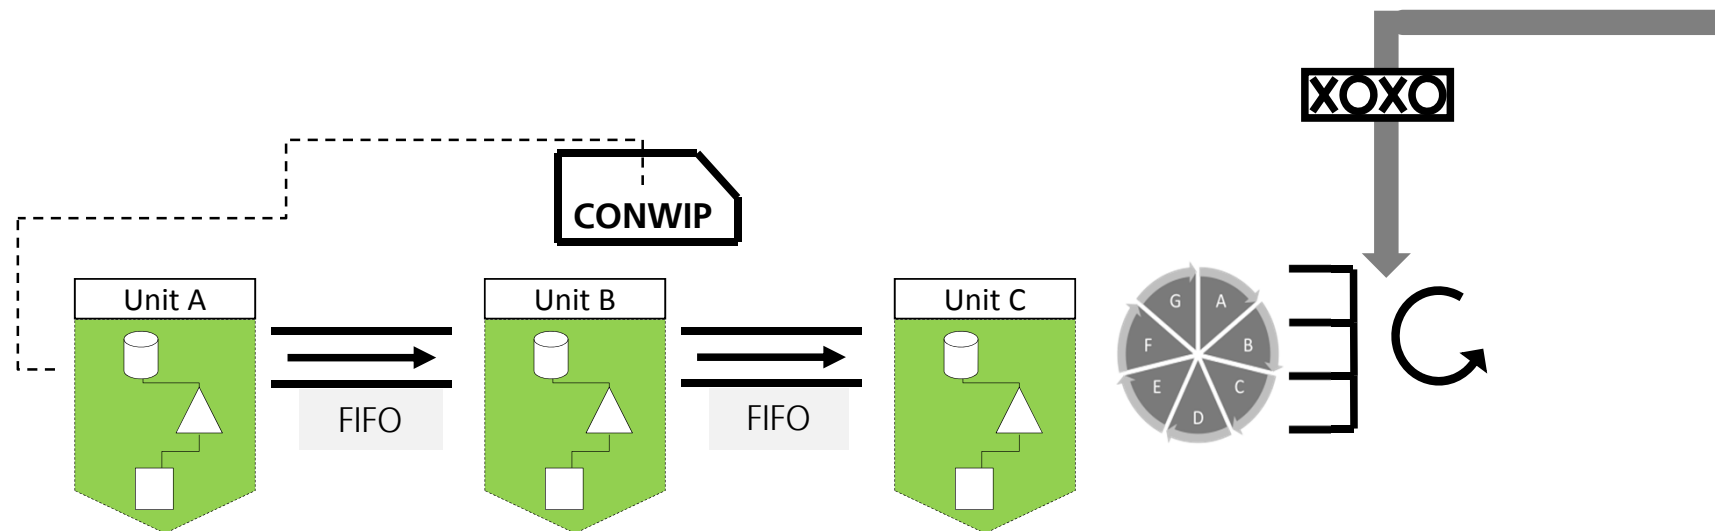 XOXO
CONWIP
Unit A
Unit B
Unit C
FIFO
FIFO
G
A
F
B
E
C
D